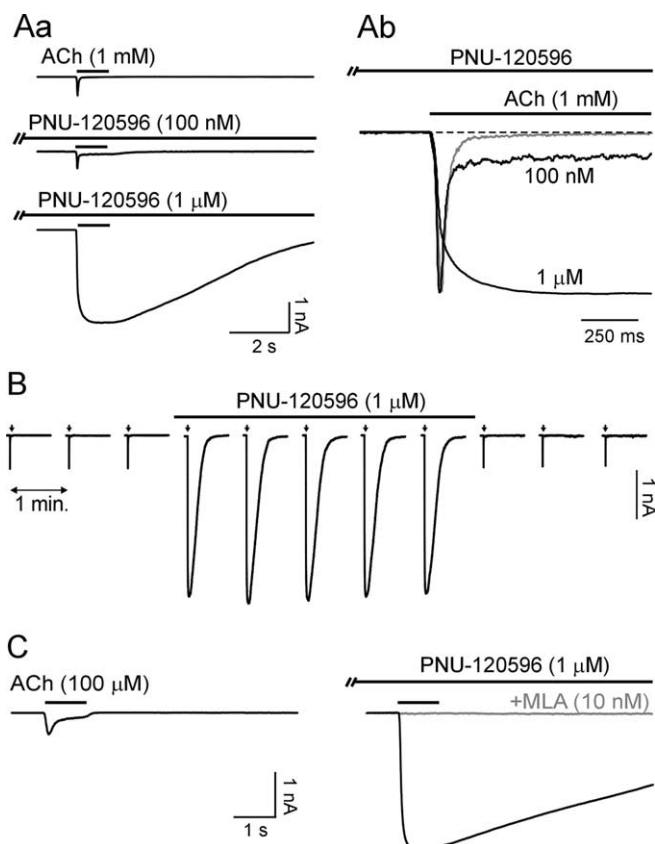 Aa
ACh (1 mM)
PNU-120596 (100 nM)
PNU-120596 (1 μM)
1 nA
2 s
Ab
PNU-120596
ACh (1 mM)
100 nM
1 μM
250 ms
B
PNU-120596 (1 μM)
1 min.
1 nA
C
ACh (100 μM)
1 nA
1 s
PNU-120596 (1 μM)
+MLA (10 nM)